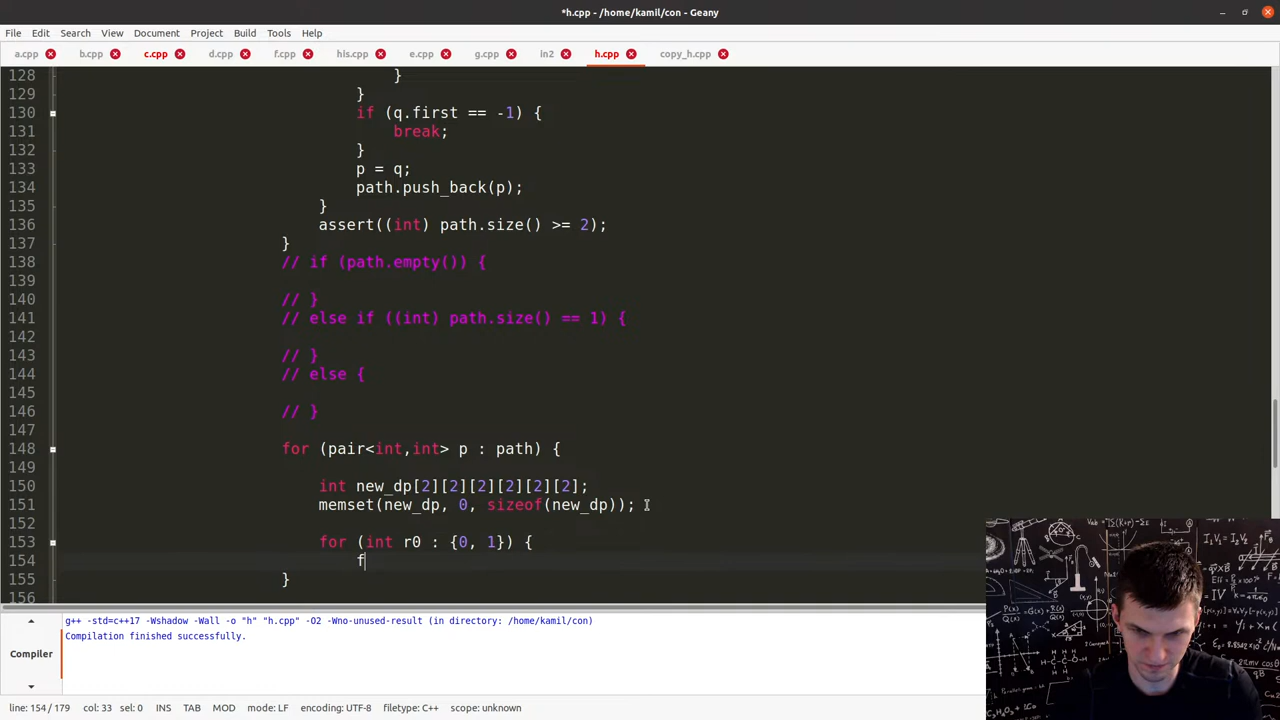 *h.cpp - /home/kamil/con - Geany
File Edit Search View Document Project Build Tools Help
a.cpp b.cpp c.cpp d.cpp f.cpp his.cpp e.cpp g.cpp in2 h.cpp copy_h.cpp
128 }
129 }
130 if (q.first == -1) {
131 break;
132 }
133 p = q;
134 path.push_back(p);
135 }
136 assert((int) path.size() >= 2);
137 }
138 // if (path.empty()) {
139
140 // }
141 // else if ((int) path.size() == 1) {
142
143 // }
144 // else {
145
146 // }
147
148 for (pair<int,int> p : path) {
149
150 int new_dp[2][2][2][2][2][2];
151 memset(new_dp, 0, sizeof(new_dp));
152
153 for (int r0 : {0, 1}) {
154 f
155 }
156
g++ -std=c++17 -Wshadow -Wall -o "h" "h.cpp" -O2 -Wno-unused-result (in directory: /home/kamil/con)
Compilation finished successfully.
Compiler
line: 154 / 179 col: 33 sel: 0 INS TAB MOD mode: LF encoding: UTF-8 filetype: C++ scope: unknown